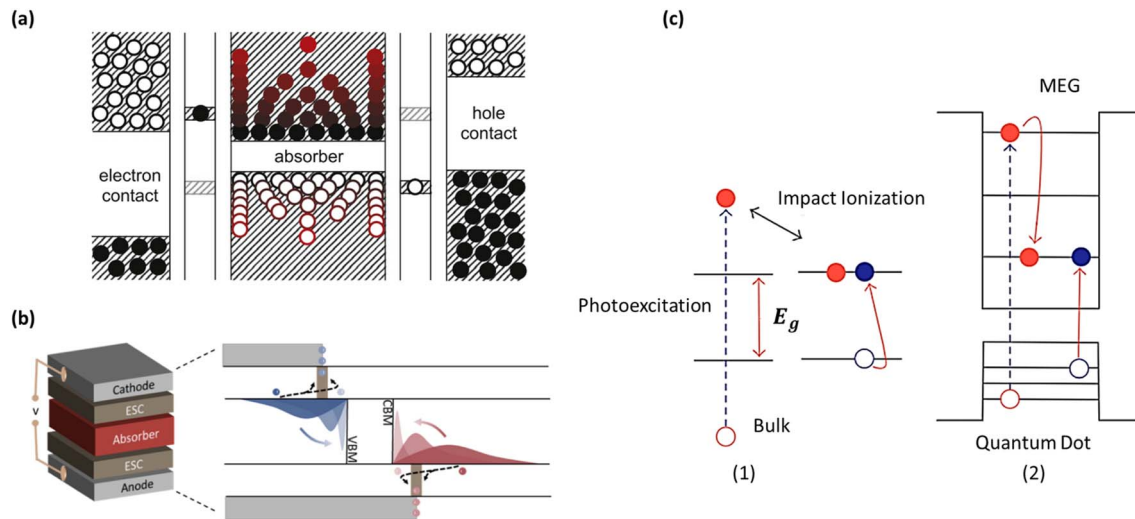 (a)
electron
contact
absorber
hole
contact
(b)
V
Cathode
ESC
Absorber
ESC
Anode
VBM
CBM
(c)
MEG
Impact Ionization
Photoexcitation
E_g
Bulk
Quantum Dot
(1)
(2)